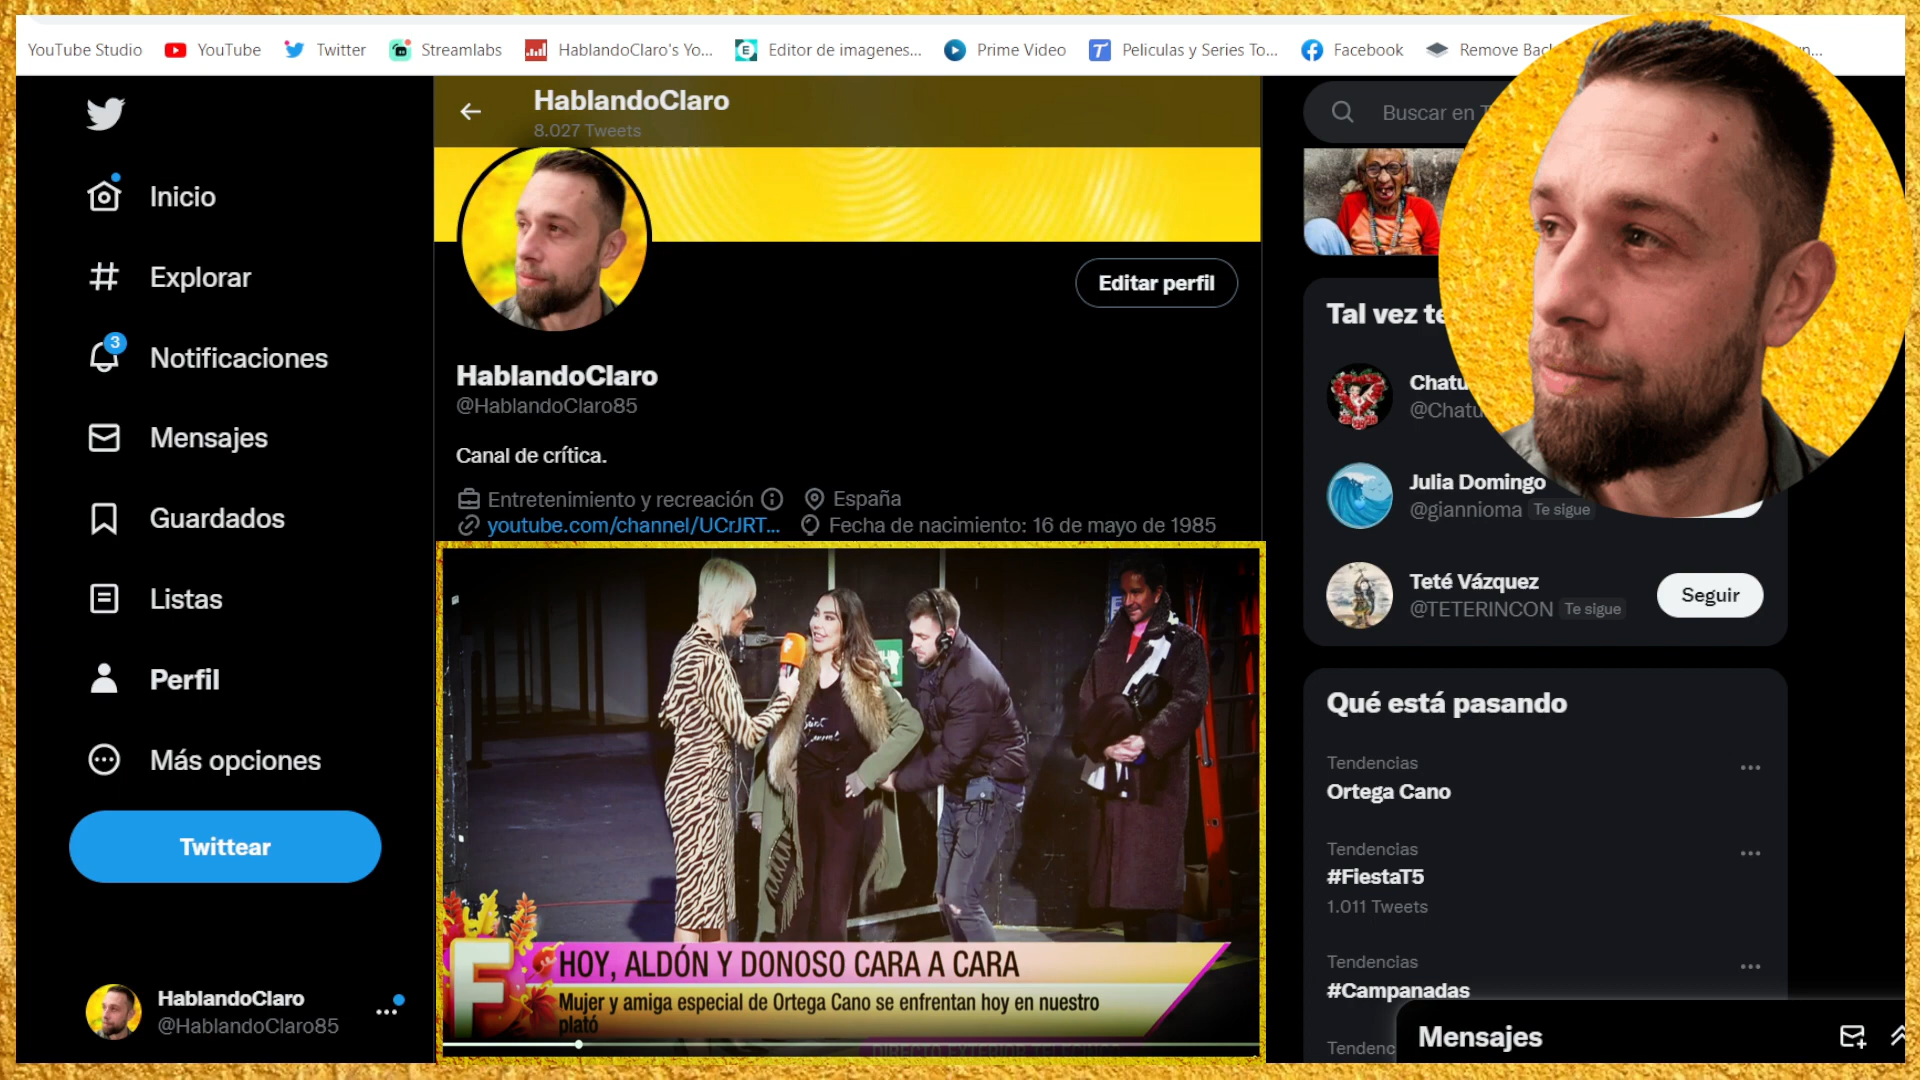 YouTube Studio
YouTube
Twitter
Streamlabs
HablandoClaro's Yo...
Editor de imagenes...
Prime Video
Peliculas y Series To...
Facebook
Remove
HablandoClaro
8.027 Tweets
Inicio
Explorar
3
Notificaciones
Mensajes
Guardados
Listas
Perfil
Más opciones
Twittear
HablandoClaro
@HablandoClaro85
Editar perfil
HablandoClaro
@HablandoClaro85
Canal de crítica.
Entretenimiento y recreación
España
youtube.com/channel/UCrJRT...
Fecha de nacimiento: 16 de mayo de 1985
F
HOY, ALDÓN Y DONOSO CARA A CARA
Mujer y amiga especial de Ortega Cano se enfrentan hoy en nuestro
plató
Buscar en
Tal vez
Julia Domingo
@giannioma Te sigue
Teté Vázquez
@TETERINCON Te sigue
Seguir
Qué está pasando
Tendencias
Ortega Cano
Tendencias
#FiestaT5
1.011 Tweets
Tendencias
#Campanadas
Mensajes